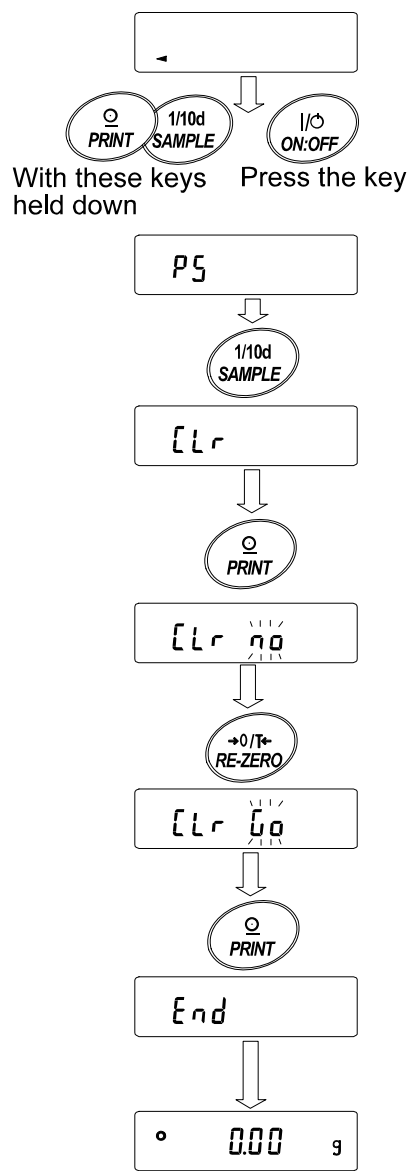 PRINT
1/10d
SAMPLE
ON:OFF
With these keys held down
Press the key
PS
1/10d
SAMPLE
CLr
PRINT
CLr no
→0/T←
RE-ZERO
CLr Go
PRINT
End
0.00 g